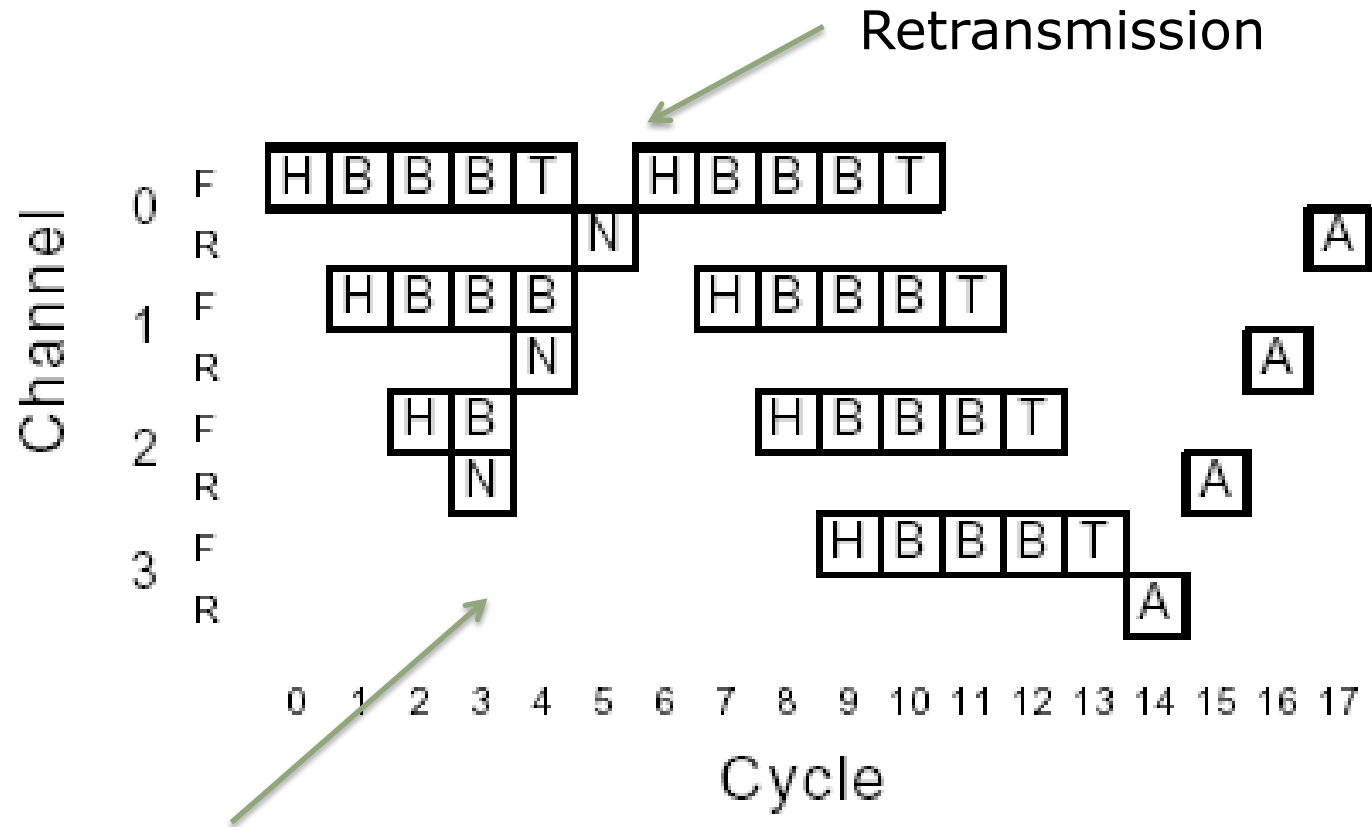 Retransmission
Channel
0 F H B B B T H B B B T
R N A
1 F H B B B H B B B T
R N A
2 F H B H B B B T
R N A
3 F H B B B T
R A
0 1 2 3 4 5 6 7 8 9 10 11 12 13 14 15 16 17
Cycle